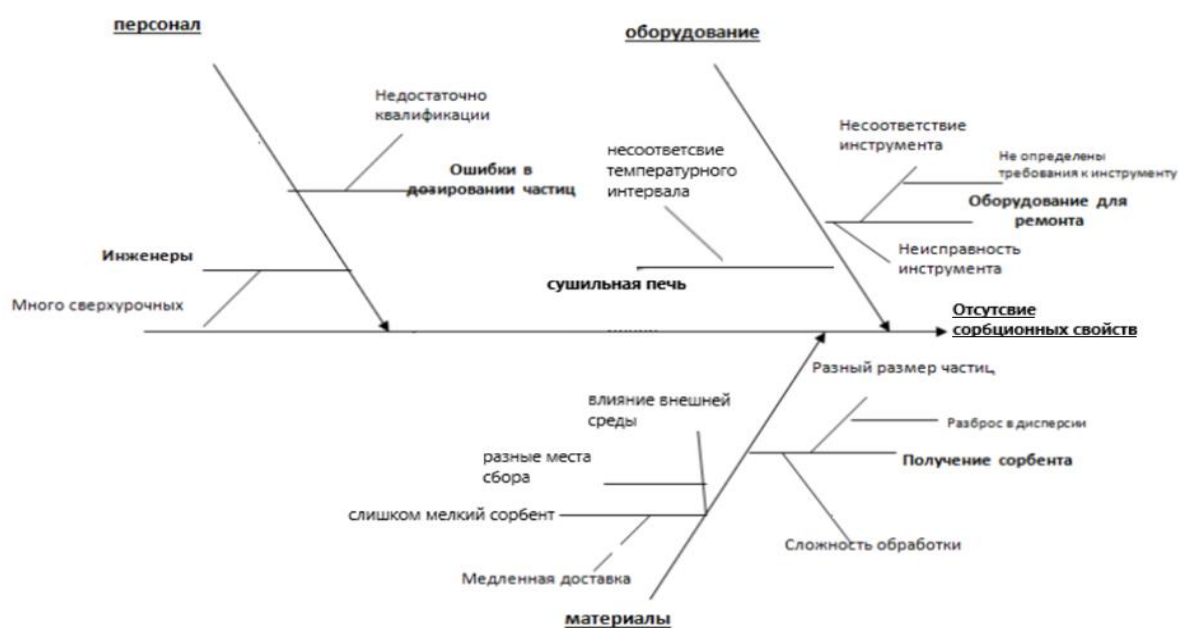 персонал
оборудование
Недостаточно
квалификации
Ошибки в
дозировании частиц
Инженеры
Много сверхурочных
несоответсвие
температурного
интервала
сушильная печь
Несоответствие
инструмента
Не определены
требования к инструменту
Оборудование для
ремонта
Неисправность
инструмента
Отсутсвие
сорбционных свойств
Разный размер частиц
Разброс в дисперсии
Получение сорбента
Сложность обработки
влияние внешней
среды
разные места
сбора
слишком мелкий сорбент
Медленная доставка
материалы